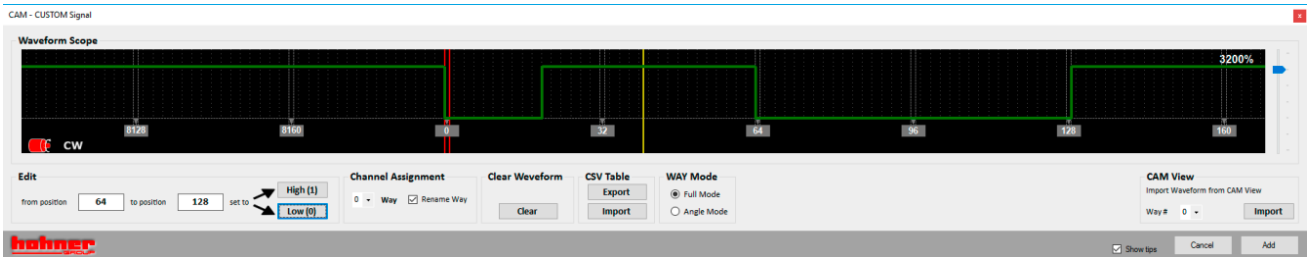 CAM - CUSTOM Signal
x
Waveform Scope
3200%
8128 8160 0 32 64 96 128 160
CW
Edit
from position 64 to position 128 set to High (1) Low (0)
Channel Assignment
0 Way Rename Way
Clear Waveform
Clear
CSV Table
Export
Import
WAY Mode
Full Mode
Angle Mode
CAM View
Import Waveform from CAM View
Way # 0 Import
hohner
GROUP
Show tips Cancel Add